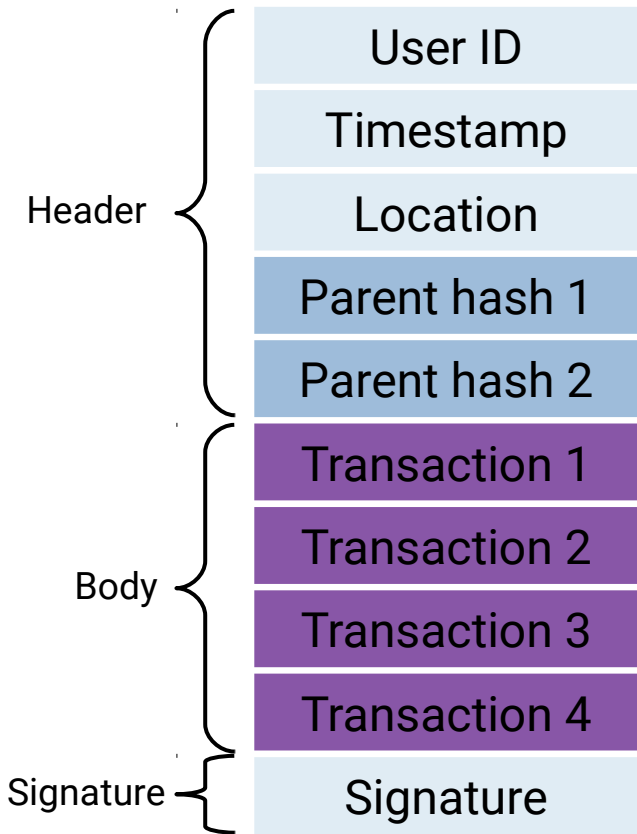 User ID
Timestamp
Location
Header
Parent hash 1
Parent hash 2
Transaction 1
Transaction 2
Body
Transaction 3
Transaction 4
Signature
Signature